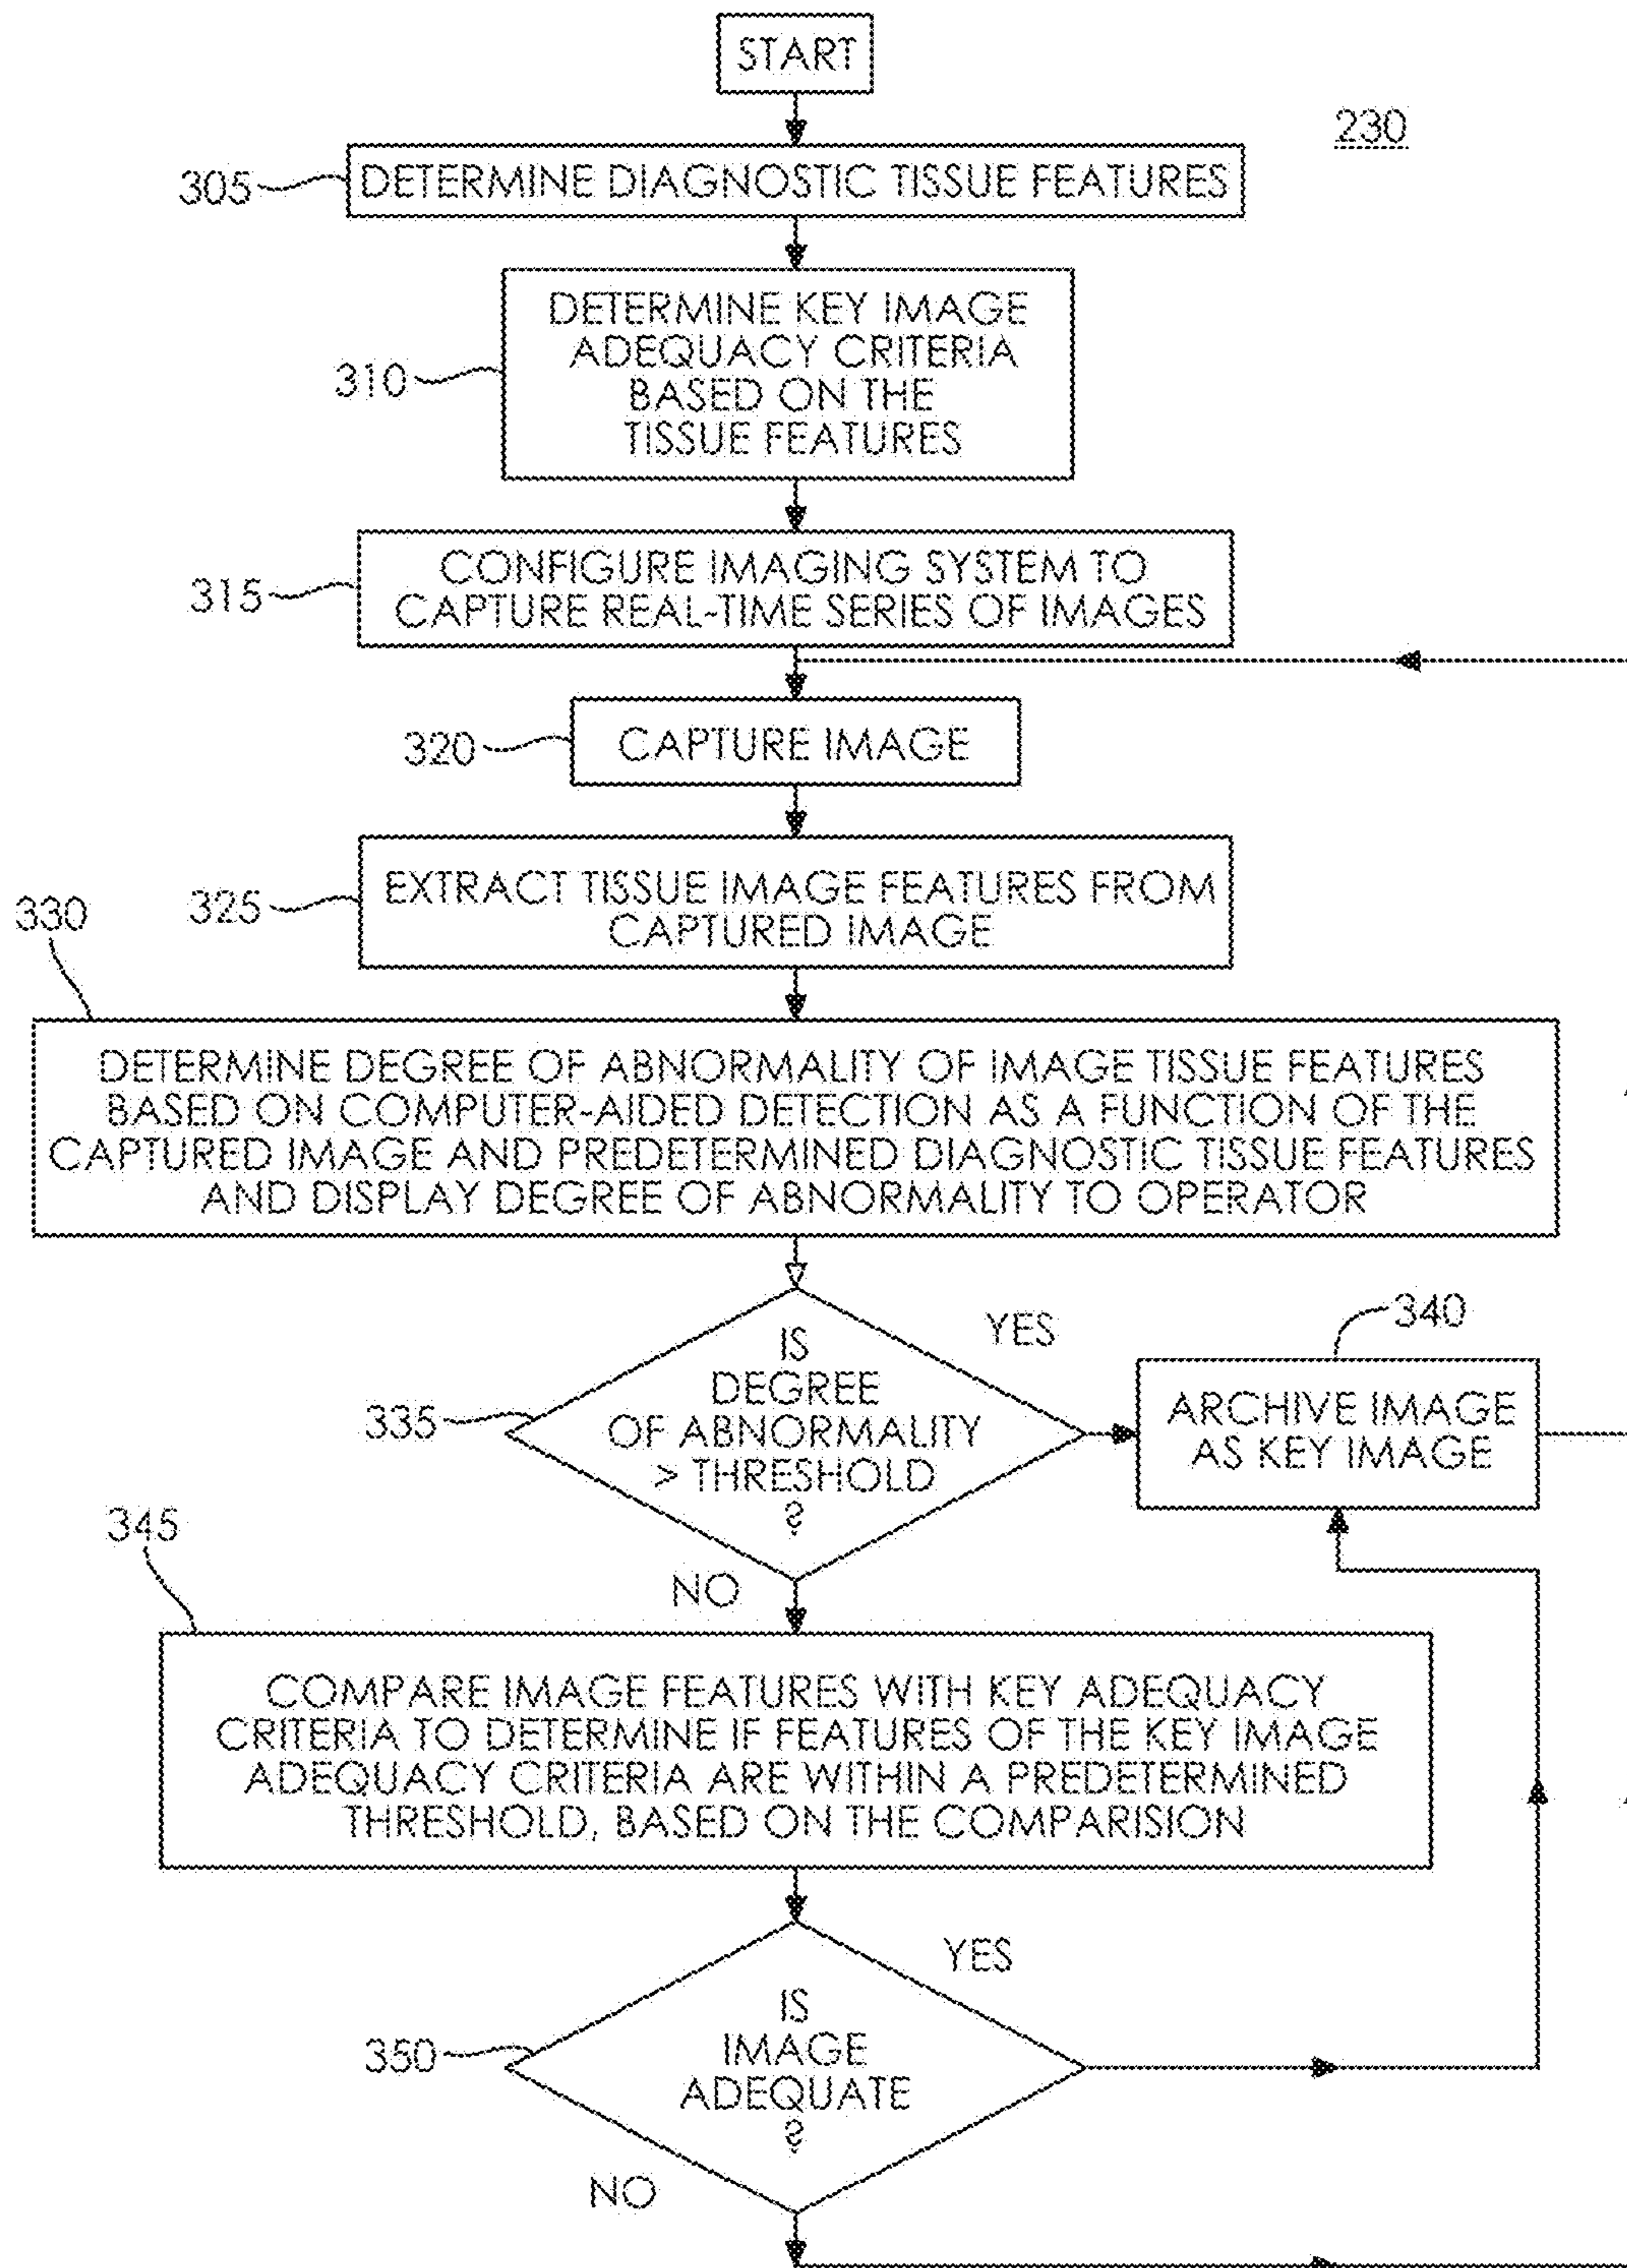 START
230
305
DETERMINE DIAGNOSTIC TISSUE FEATURES
310
DETERMINE KEY IMAGE
ADEQUACY CRITERIA
BASED ON THE
TISSUE FEATURES
315
CONFIGURE IMAGING SYSTEM TO
CAPTURE REAL-TIME SERIES OF IMAGES
320
CAPTURE IMAGE
325
EXTRACT TISSUE IMAGE FEATURES FROM
CAPTURED IMAGE
330
DETERMINE DEGREE OF ABNORMALITY OF IMAGE TISSUE FEATURES
BASED ON COMPUTER-AIDED DETECTION AS A FUNCTION OF THE
CAPTURED IMAGE AND PREDETERMINED DIAGNOSTIC TISSUE FEATURES
AND DISPLAY DEGREE OF ABNORMALITY TO OPERATOR
335
IS
DEGREE
OF ABNORMALITY
> THRESHOLD
?
YES
340
ARCHIVE IMAGE
AS KEY IMAGE
NO
345
COMPARE IMAGE FEATURES WITH KEY ADEQUACY
CRITERIA TO DETERMINE IF FEATURES OF THE KEY IMAGE
ADEQUACY CRITERIA ARE WITHIN A PREDETERMINED
THRESHOLD, BASED ON THE COMPARISION
350
IS
IMAGE
ADEQUATE
?
YES
NO